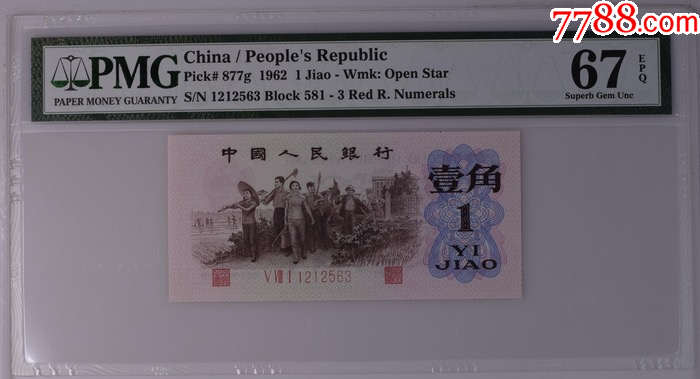 7788.com
PMG
PAPER MONEY GUARANTY
China / People's Republic
Pick# 877g 1962 1 Jiao - Wmk: Open Star
S/N 1212563 Block 581 - 3 Red R. Numerals
67 EPQ
Superb Gem Unc
中國人民銀行
壹角
1
YI
JIAO
V VIII I 1212563